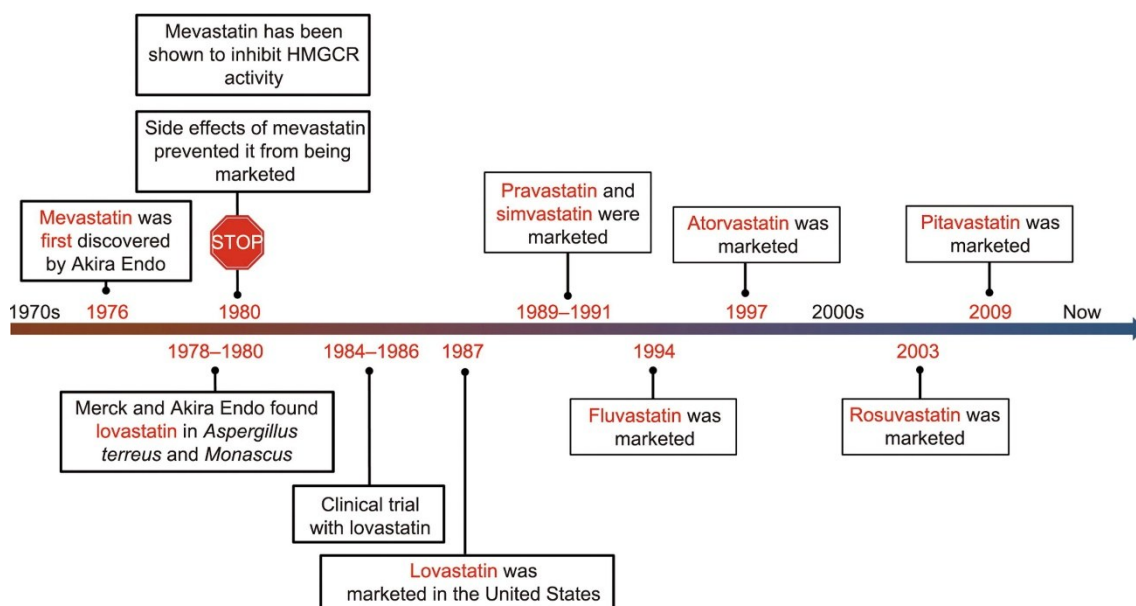 Mevastatin has been
shown to inhibit HMGCR
activity
Side effects of mevastatin
prevented it from being
marketed
STOP
Mevastatin was
first discovered
by Akira Endo
Pravastatin and
simvastatin were
marketed
Atorvastatin was
marketed
Pitavastatin was
marketed
1970s
1976
1980
1989–1991
1997
2000s
2009
Now
1978–1980
1984–1986
1987
1994
2003
Merck and Akira Endo found
lovastatin in Aspergillus
terreus and Monascus
Fluvastatin was
marketed
Rosuvastatin was
marketed
Clinical trial
with lovastatin
Lovastatin was
marketed in the United States